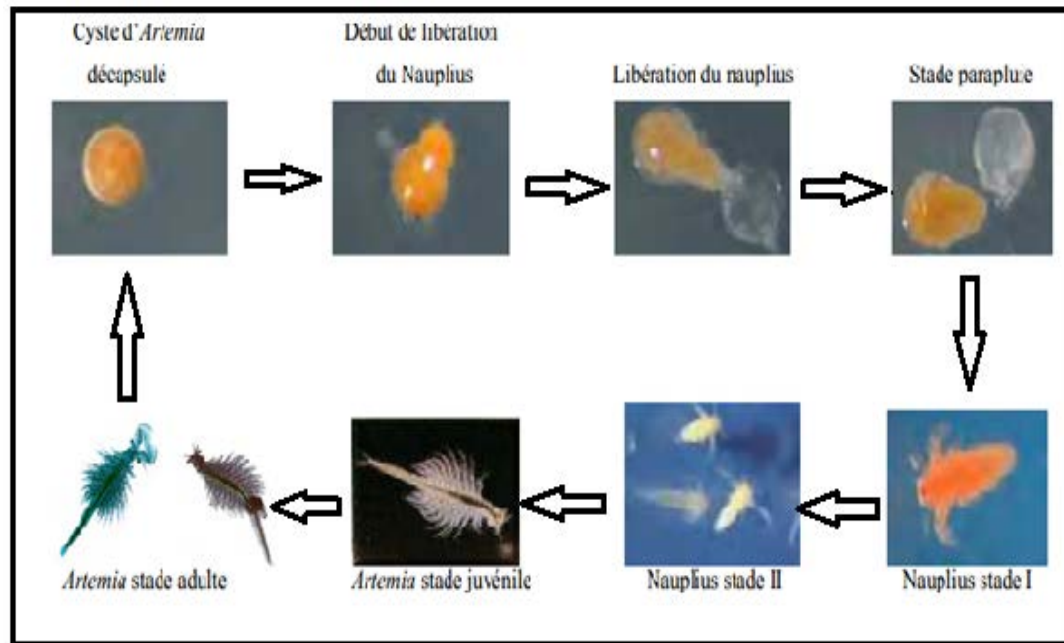 Cyste d'Artemia
décapsulé
Début de libération
du Nauplius
Libération du nauplius
Stade parapluie
Artemia stade adulte
Artemia stade juvénile
Nauplius stade II
Nauplius stade I